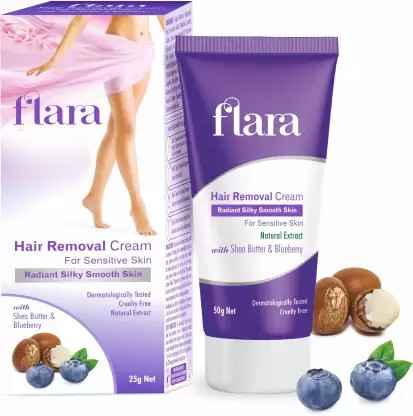 flara
Hair Removal Cream
For Sensitive Skin
Radiant Silky Smooth Skin
with
Shea Butter &
Blueberry
Dermatologically Tested
Cruelty Free
Natural Extract
25g Net
flara
Hair Removal Cream
Radiant Silky Smooth Skin
For Sensitive Skin
Natural Extract
with Shea Butter & Blueberry
50g Net
Dermatologically Tested
Cruelty Free